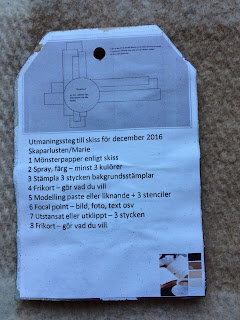 Utmaningssteg till skiss för december 2016
Skaparlusten/Marie
1 Mönsterpapper enligt skiss
2 Spray, färg – minst 3 kulörer
3 Stämpla 3 stycken bakgrundsstämplar
4 Frikort – gör vad du vill
5 Modelling paste eller liknande + 3 stenciler
6 Focal point – bild, foto, text osv
7 Utstansat eller utklippt – 3 stycken
8 Frikort – gör vad du vill